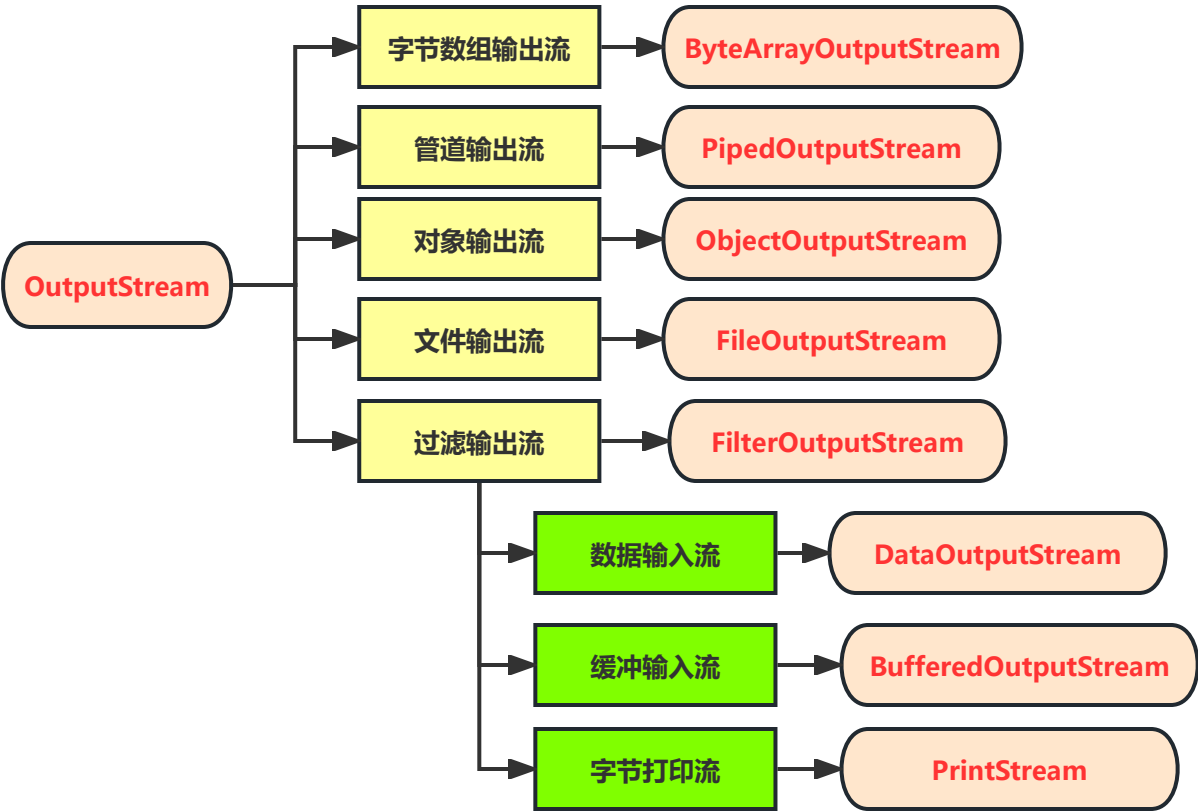 字节数组输出流
ByteArrayOutputStream
管道输出流
PipedOutputStream
对象输出流
ObjectOutputStream
OutputStream
文件输出流
FileOutputStream
过滤输出流
FilterOutputStream
数据输入流
DataOutputStream
缓冲输入流
BufferedOutputStream
字节打印流
PrintStream